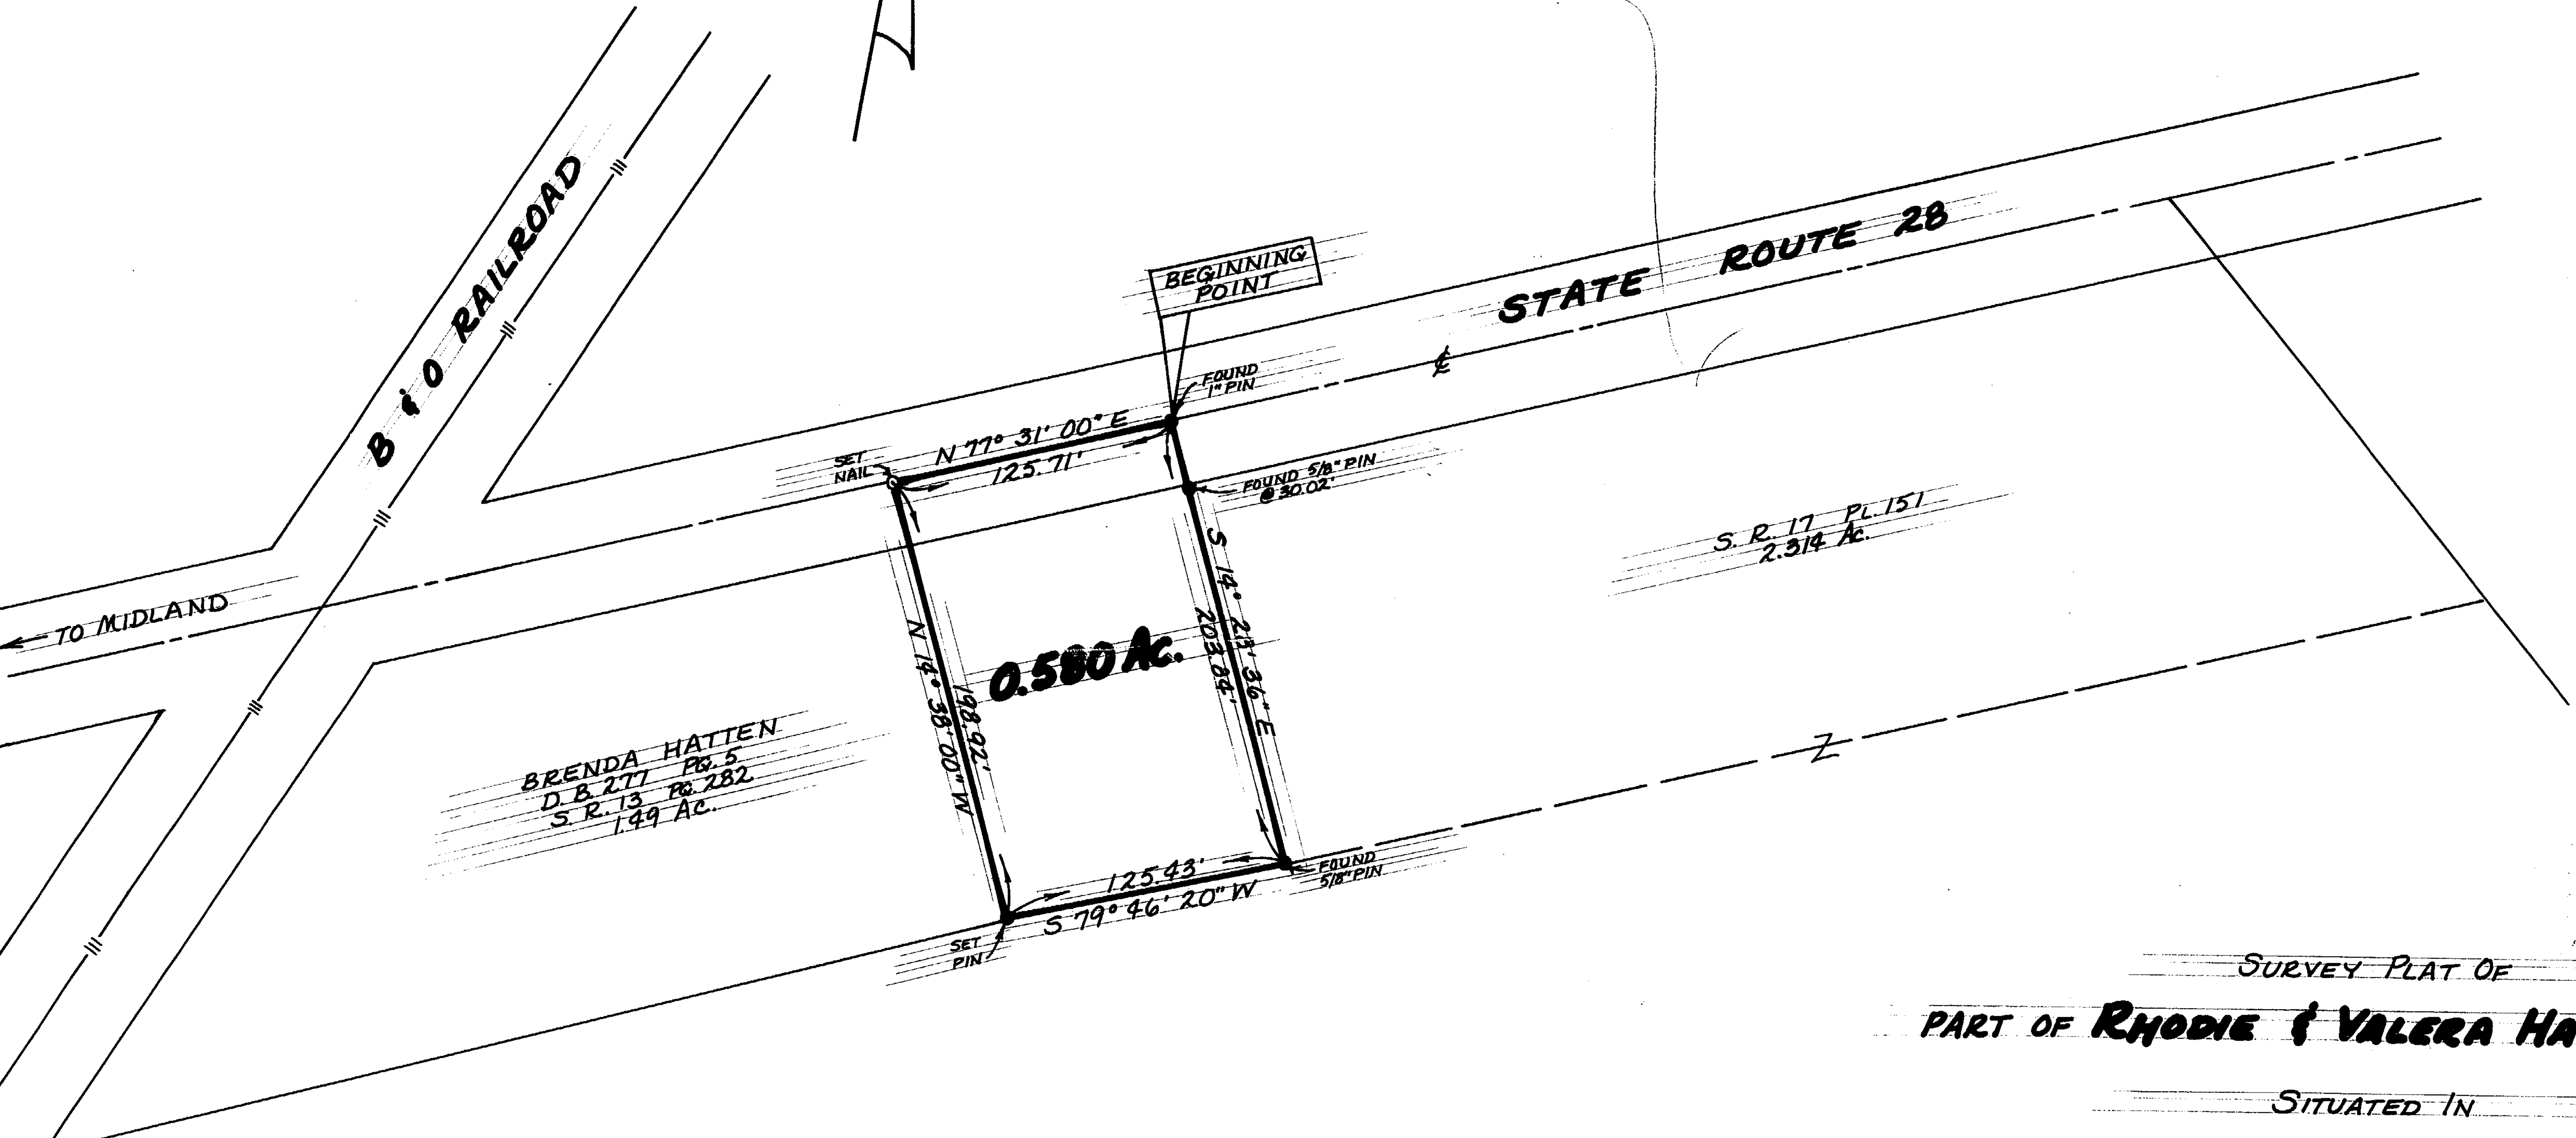 B & O RAILROAD
BEGINNING
POINT
STATE ROUTE 28
FOUND
1" PIN
℄
N 77° 31' 00" E
125.71'
SET
NAIL
FOUND 5/8" PIN
@ 30.02'
S. R. 17 PL. 151
2.314 Ac.
S 14° 23' 36" E
203.84'
← TO MIDLAND
0.580 Ac.
N 14° 38' 00" W
198.92'
BRENDA HATTEN
D. B. 277 PG. 5
S. R. 13 PG. 282
1.49 Ac.
Z
125.43'
S 79° 46' 20" W
FOUND
5/8" PIN
SET
PIN
SURVEY PLAT OF
PART OF RHODIE & VALERA HA
SITUATED IN